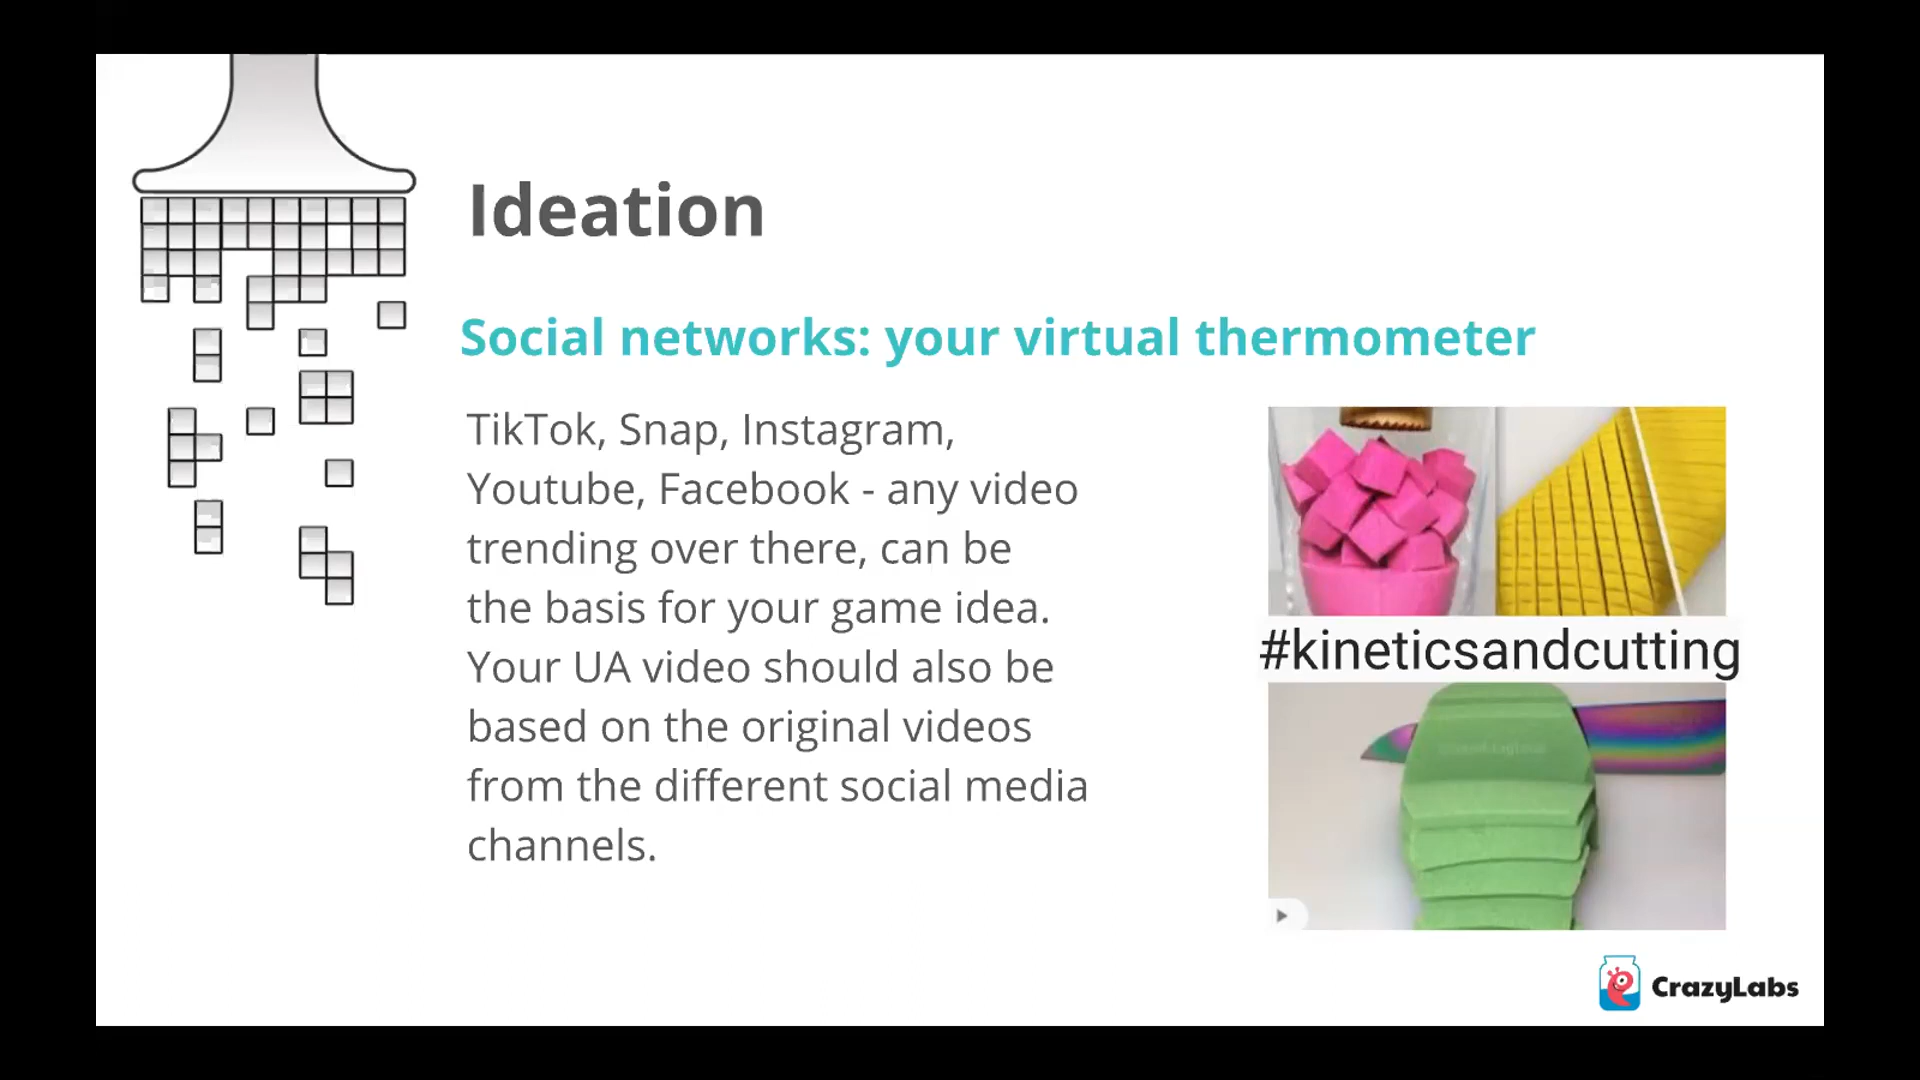 Ideation
Social networks: your virtual thermometer
TikTok, Snap, Instagram,
Youtube, Facebook - any video
trending over there, can be
the basis for your game idea.
Your UA video should also be
based on the original videos
from the different social media
channels.
#kineticsandcutting
CrazyLabs